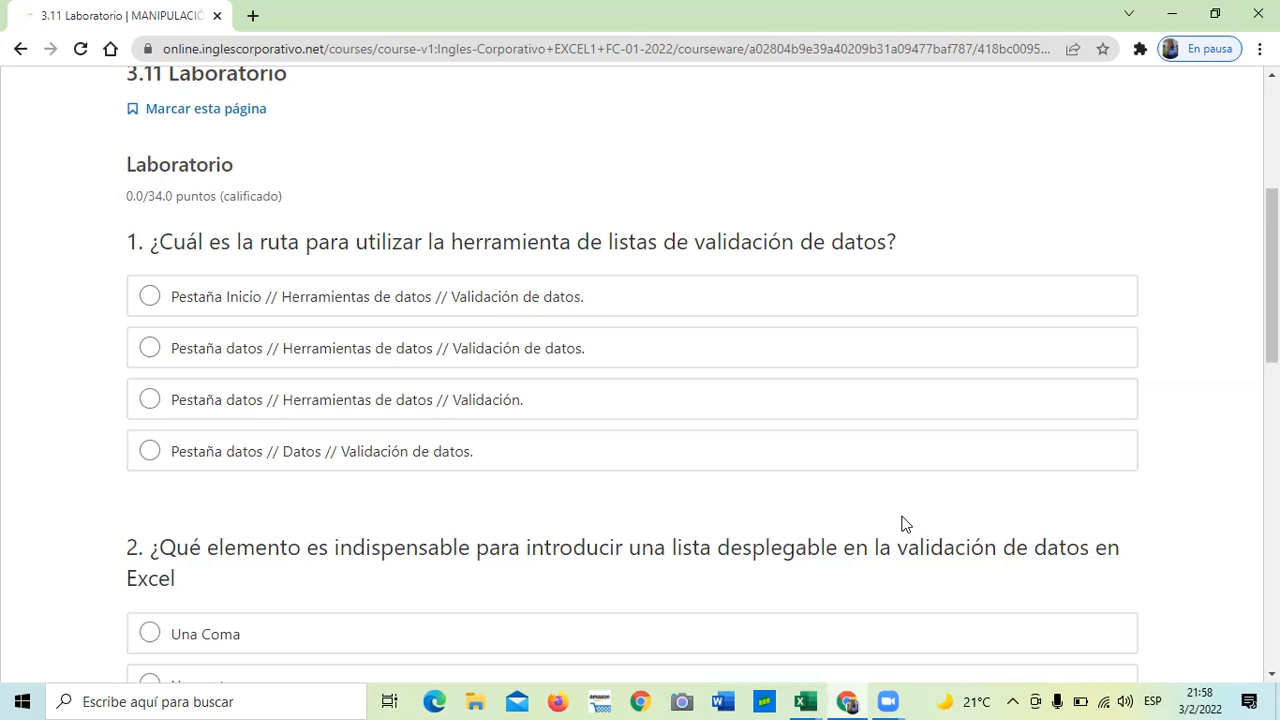 3.11 Laboratorio | MANIPULACIÓ
online.inglescorporativo.net/courses/course-v1:Ingles-Corporativo+EXCEL1+FC-01-2022/courseware/a02804b9e39a40209b31a09477baf787/418bc0095...
En pausa
3.11 Laboratorio
Marcar esta página
Laboratorio
0.0/34.0 puntos (calificado)
1. ¿Cuál es la ruta para utilizar la herramienta de listas de validación de datos?
Pestaña Inicio // Herramientas de datos // Validación de datos.
Pestaña datos // Herramientas de datos // Validación de datos.
Pestaña datos // Herramientas de datos // Validación.
Pestaña datos // Datos // Validación de datos.
2. ¿Qué elemento es indispensable para introducir una lista desplegable en la validación de datos en
Excel
Una Coma
Escribe aquí para buscar
amazon
21°C
ESP
21:58
3/2/2022